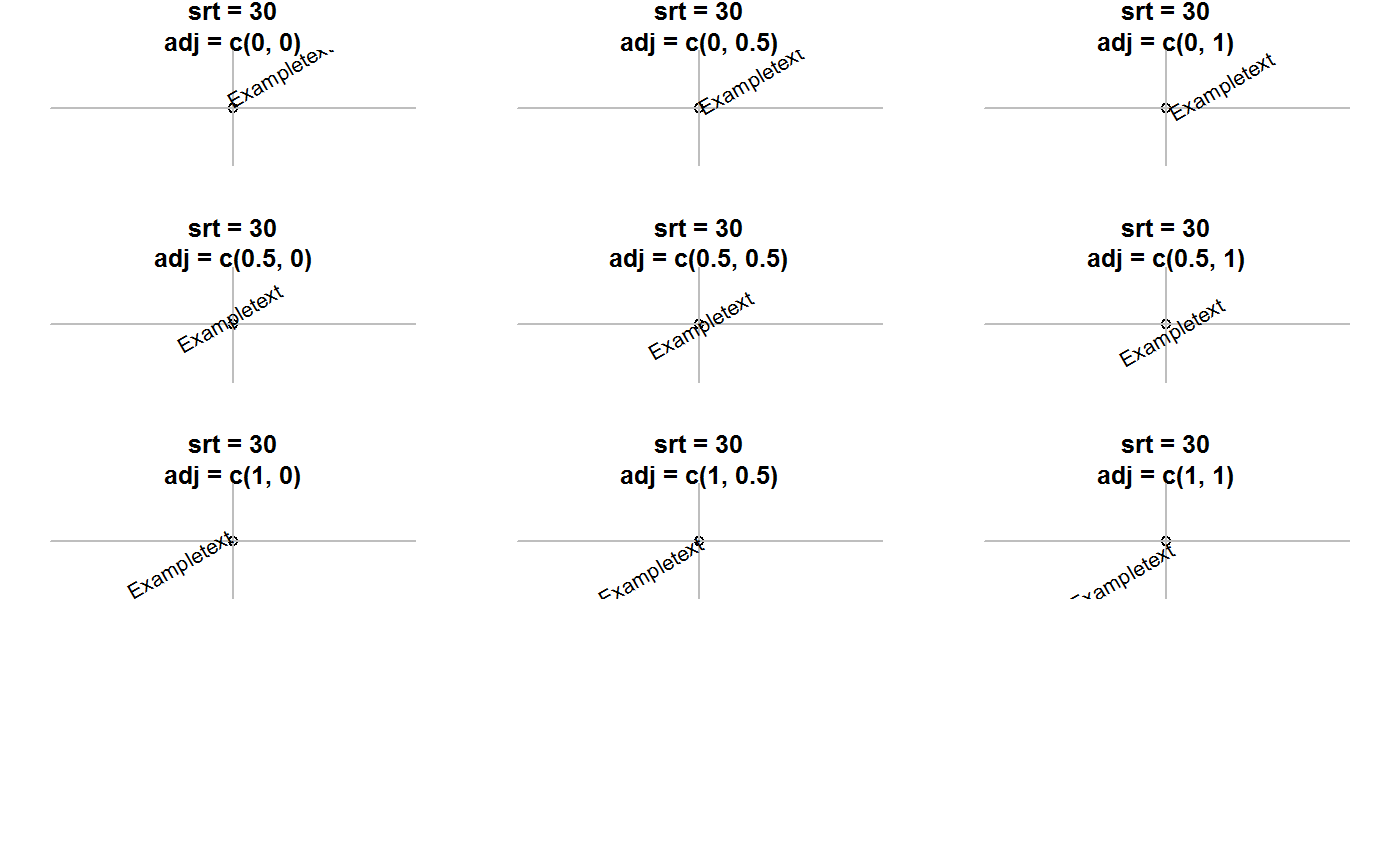 srt = 30
adj = c(0, 0)
Exampletext
srt = 30
adj = c(0, 0.5)
Exampletext
srt = 30
adj = c(0, 1)
Exampletext
srt = 30
adj = c(0.5, 0)
Exampletext
srt = 30
adj = c(0.5, 0.5)
Exampletext
srt = 30
adj = c(0.5, 1)
Exampletext
srt = 30
adj = c(1, 0)
Exampletext
srt = 30
adj = c(1, 0.5)
Exampletext
srt = 30
adj = c(1, 1)
Exampletext